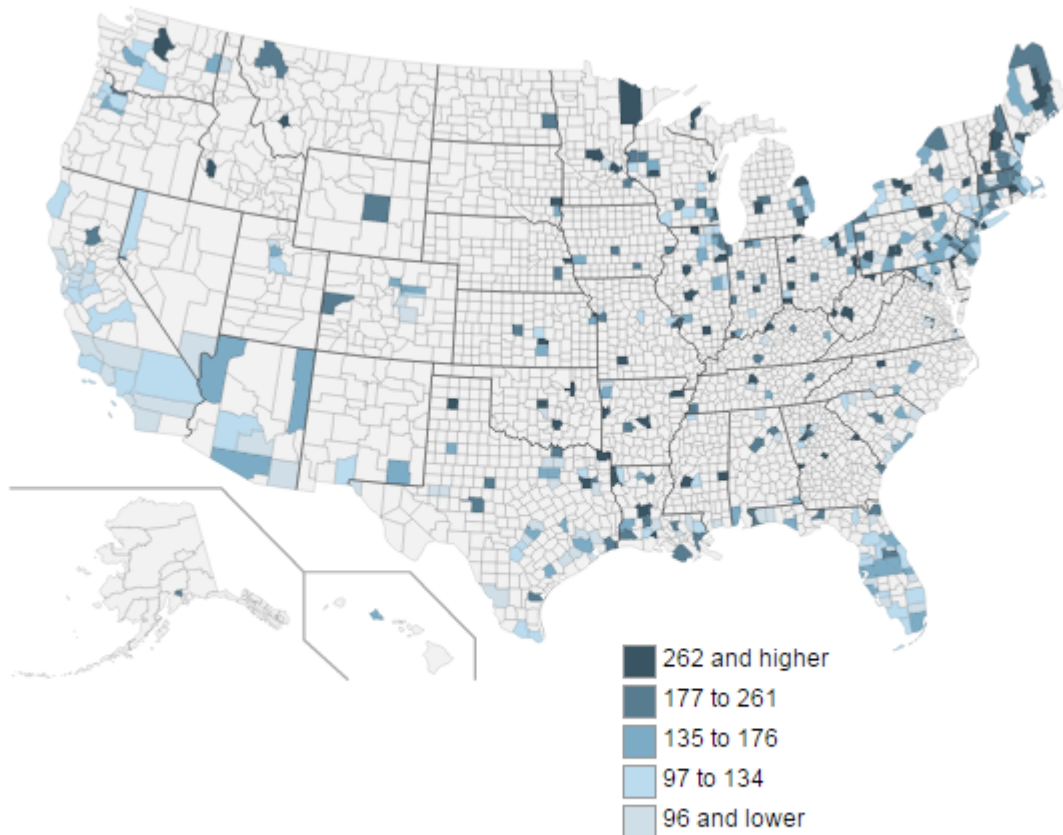 262 and higher
177 to 261
135 to 176
97 to 134
96 and lower